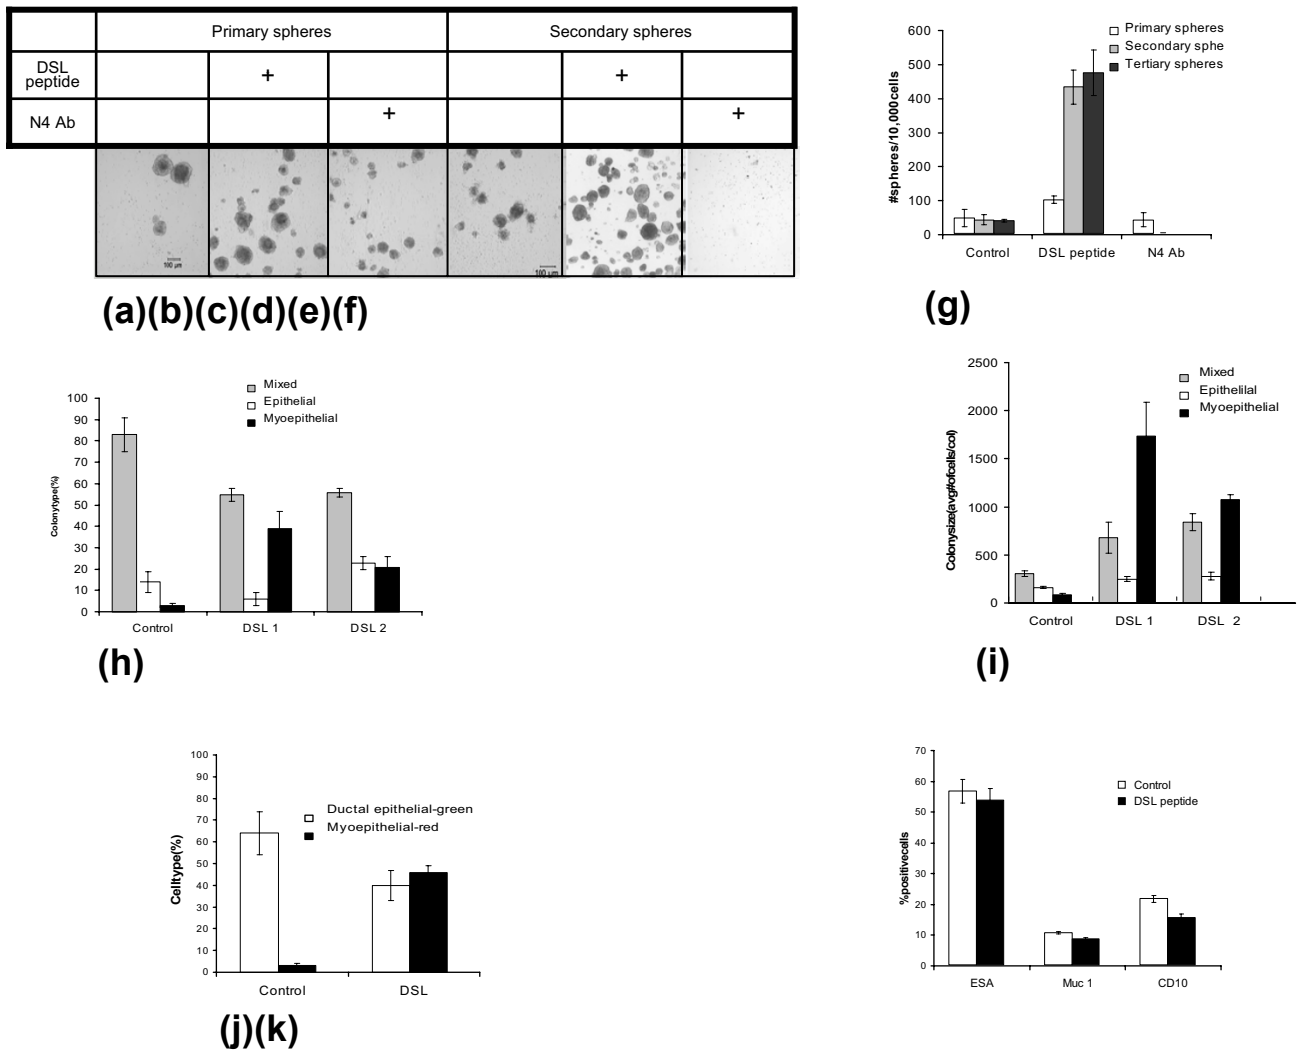 Primary spheres
Secondary spheres
DSL
peptide
+
+
N4 Ab
+
+
100 µm
100 µm
(a)(b)(c)(d)(e)(f)
600
500
400
300
200
100
0
#spheres/10,000cells
Primary spheres
Secondary sphe
Tertiary spheres
Control
DSL peptide
N4 Ab
(g)
100
90
80
70
60
50
40
30
20
10
0
Colonytype(%)
Mixed
Epithelial
Myoepithelial
Control
DSL 1
DSL 2
(h)
2500
2000
1500
1000
500
0
Colonysize(avg#ofcells/col)
Mixed
Epithelilal
Myoepithelial
Control
DSL 1
DSL 2
(i)
100
90
80
70
60
50
40
30
20
10
0
Celltype(%)
Ductal epithelial-green
Myoepithelial-red
Control
DSL
(j)(k)
70
60
50
40
30
20
10
0
%positivecells
Control
DSL peptide
ESA
Muc 1
CD10